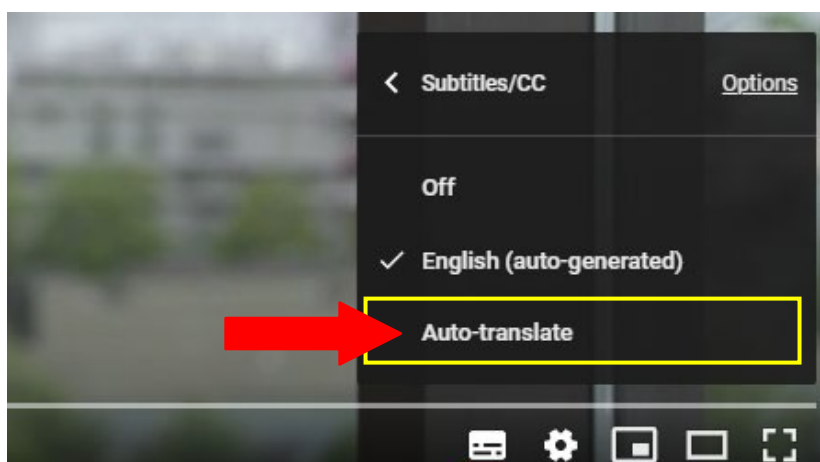 Subtitles/CC Options
Off
English (auto-generated)
Auto-translate